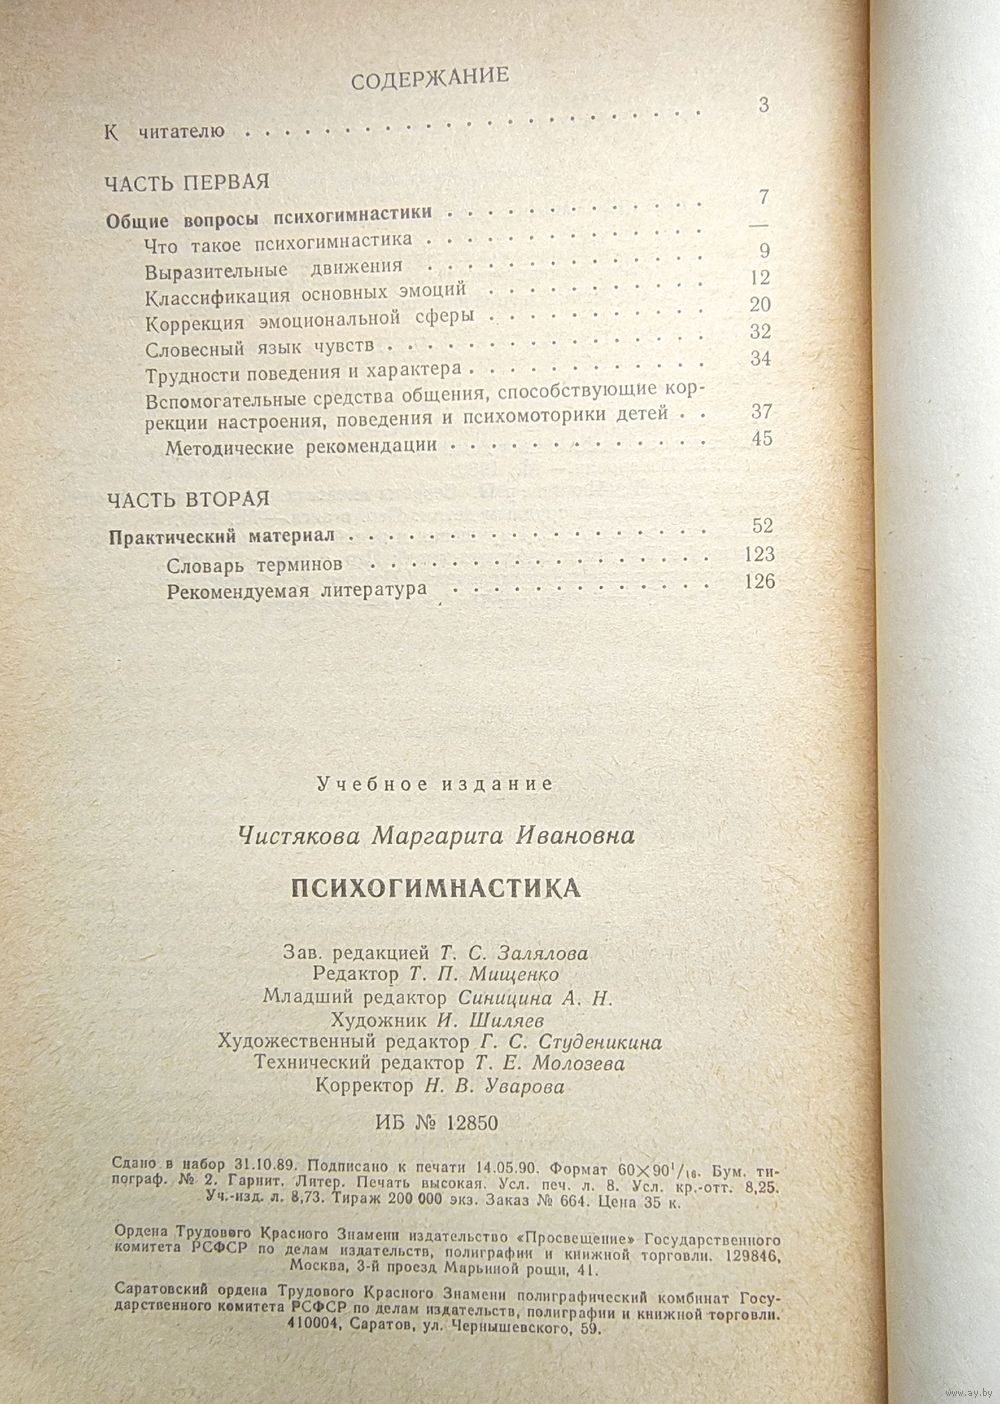 СОДЕРЖАНИЕ
К читателю . . . . . . . . . . . . . . . . . . . . . . . 3
ЧАСТЬ ПЕРВАЯ
Общие вопросы психогимнастики . . . . . . . . . . . . . 7
Что такое психогимнастика . . . . . . . . . . . . . . —
Выразительные движения . . . . . . . . . . . . . . 9
Классификация основных эмоций . . . . . . . . . . . 12
Коррекция эмоциональной сферы . . . . . . . . . . . 20
Словесный язык чувств . . . . . . . . . . . . . . . . 32
Трудности поведения и характера . . . . . . . . . . . . 34
Вспомогательные средства общения, способствующие кор-
рекции настроения, поведения и психомоторики детей . . 37
Методические рекомендации . . . . . . . . . . . . . 45
ЧАСТЬ ВТОРАЯ
Практический материал . . . . . . . . . . . . . . . . . . 52
Словарь терминов . . . . . . . . . . . . . . . . . 123
Рекомендуемая литература . . . . . . . . . . . . . 126
Учебное издание
Чистякова Маргарита Ивановна
ПСИХОГИМНАСТИКА
Зав. редакцией Т. С. Залялова
Редактор Т. П. Мищенко
Младший редактор Синицина А. Н.
Художник И. Шиляев
Художественный редактор Г. С. Студеникина
Технический редактор Т. Е. Молозева
Корректор Н. В. Уварова
ИБ № 12850
Сдано в набор 31.10.89. Подписано к печати 14.05.90. Формат 60×90¹/₁₆. Бум. ти-
пограф. № 2. Гарнит. Литер. Печать высокая. Усл. печ. л. 8. Усл. кр.-отт. 8,25.
Уч.-изд. л. 8,73. Тираж 200 000 экз. Заказ № 664. Цена 35 к.
Ордена Трудового Красного Знамени издательство «Просвещение» Государственного
комитета РСФСР по делам издательств, полиграфии и книжной торговли. 129846,
Москва, 3-й проезд Марьиной рощи, 41.
Саратовский ордена Трудового Красного Знамени полиграфический комбинат Госу-
дарственного комитета РСФСР по делам издательств, полиграфии и книжной торговли.
410004, Саратов, ул. Чернышевского, 59.
www.ay.by